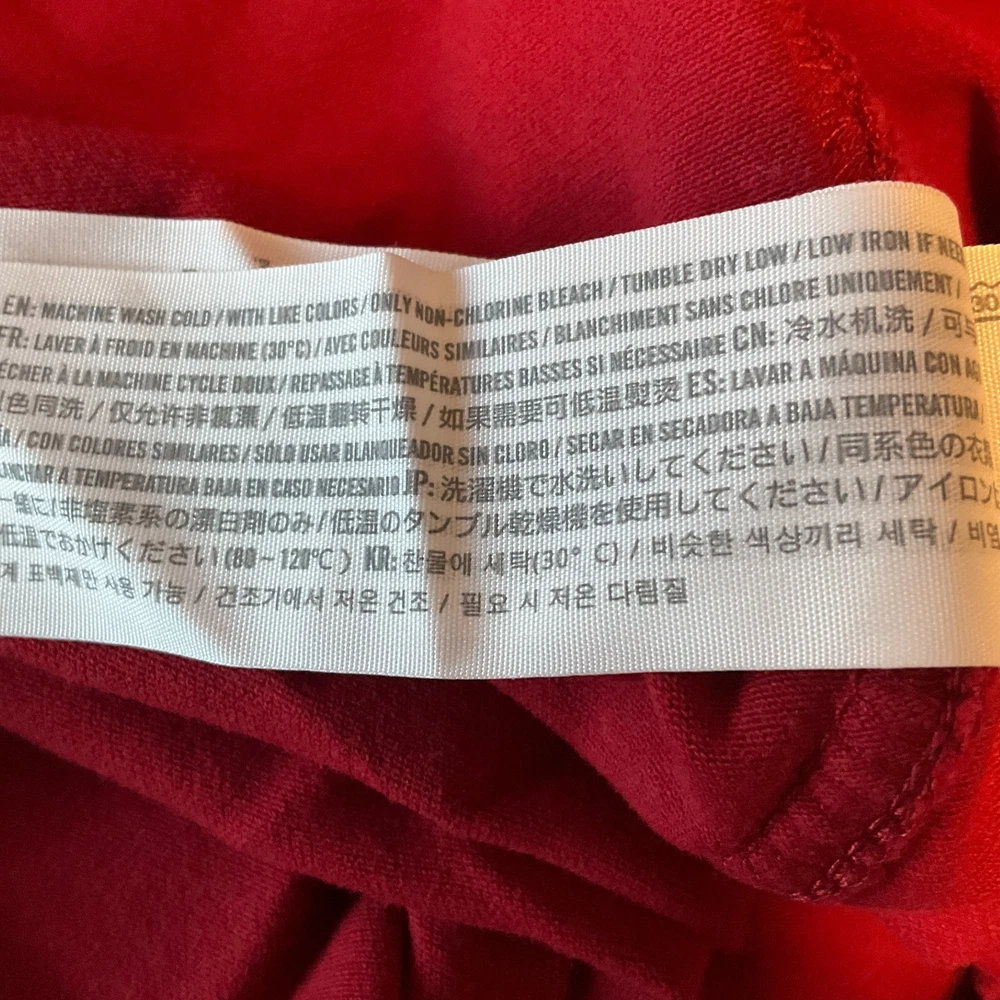 EN: MACHINE WASH COLD / WITH LIKE COLORS / ONLY NON-CHLORINE BLEACH / TUMBLE DRY LOW / LOW IRON IF
FR: LAVER À FROID EN MACHINE (30°C) / AVEC COULEURS SIMILAIRES / BLANCHIMENT SANS CHLORE UNIQUEMENT /
À LA MACHINE CYCLE DOUX / REPASSAGE À TEMPÉRATURES BASSES SI NÉCESSAIRE CN: 冷水机洗 / 可
色同洗 / 仅允许非氯漂 / 低温翻转干燥 / 如果需要可低温熨烫 ES: LAVAR A MÁQUINA CON
/ CON COLORES SIMILARES / SÓLO USAR BLANQUEADOR SIN CLORO / SECAR EN SECADORA A BAJA TEMPERATURA /
A TEMPERATURA BAJA EN CASO NECESARIO JP: 洗濯機で水洗いしてください / 同系色の
一緒に / 非塩素系の漂白剤のみ / 低温のタンブル乾燥機を使用してください / アイロン
低温でおかけください (80~120℃) KR: 찬물에 세탁(30° C) / 비슷한 색상끼리 세탁 /
표백제만 사용 가능 / 건조기에서 저온 건조 / 필요 시 저온 다림질
30